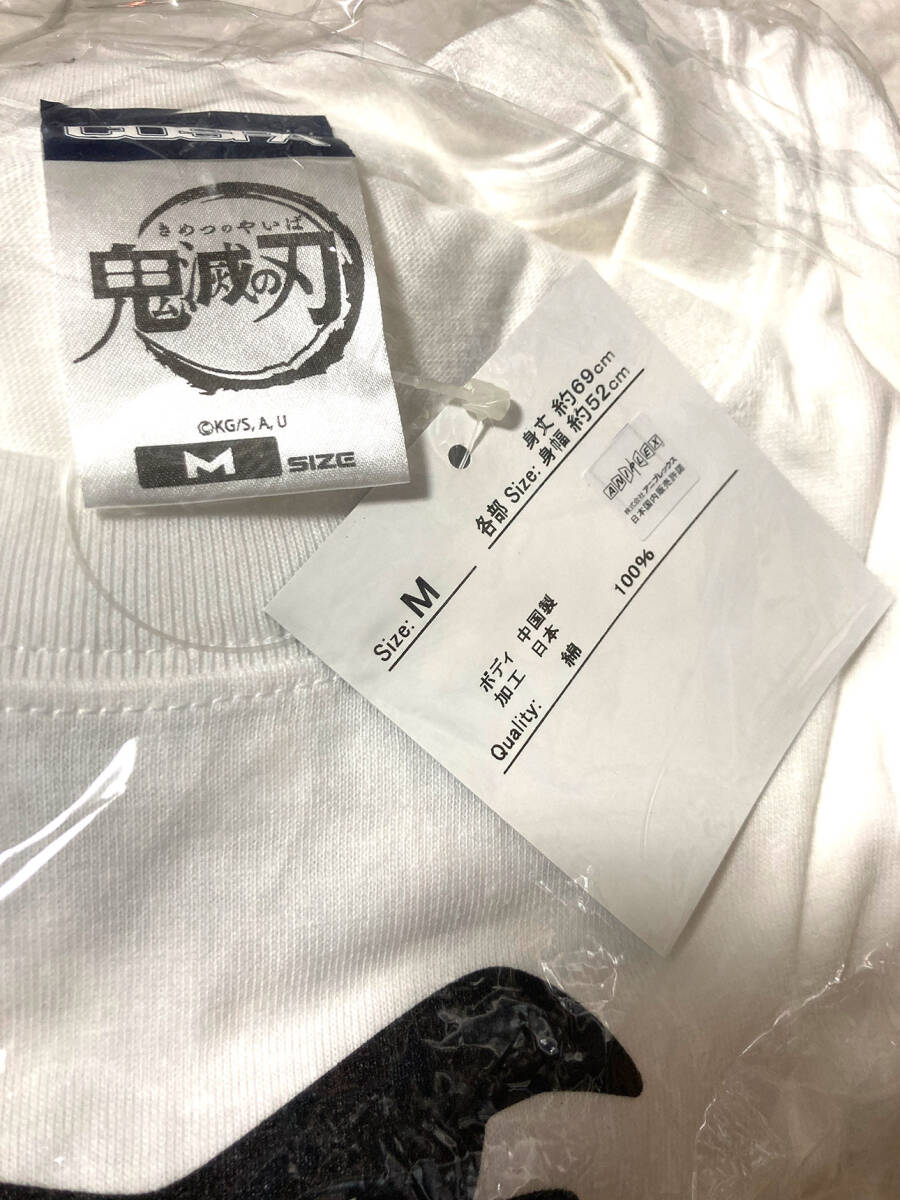 COSPA
きめつのやいば
鬼滅の刃
©KG/S, A, U
M SIZE
身丈 約69cm
各部 Size: 身幅 約52cm
Size: M
ANIPLEX
株式会社アニプレックス
日本国内販売許諾
ボディ 中国製
加工 日本
Quality: 綿 100%